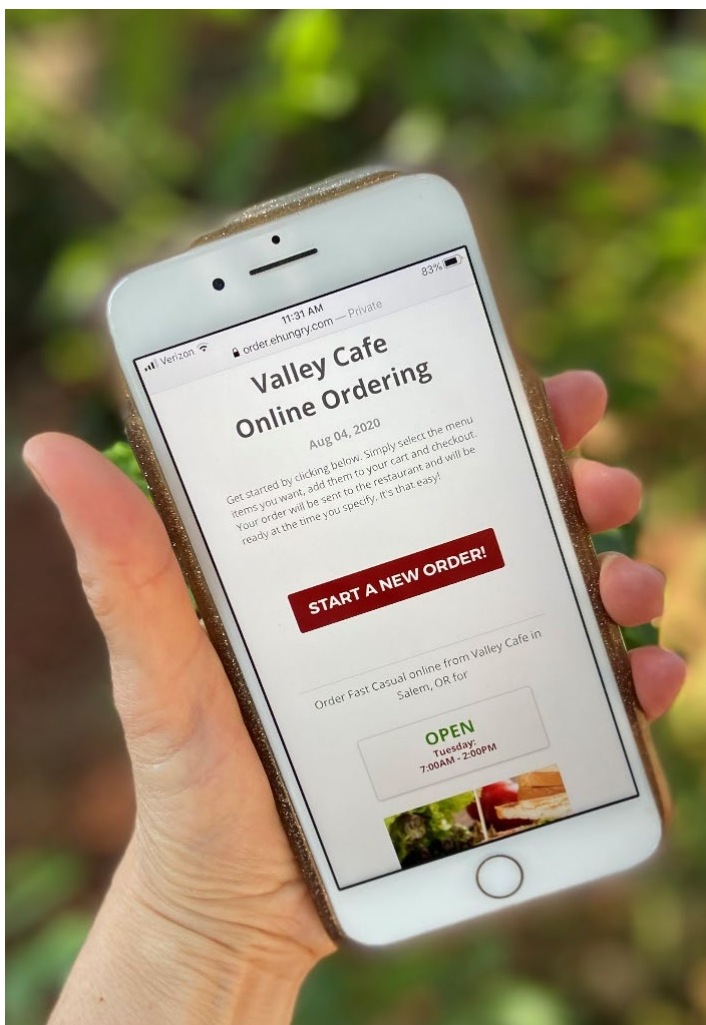 Verizon 11:31 AM 83%
order.ehungry.com — Private
Valley Cafe
Online Ordering
Aug 04, 2020
Get started by clicking below. Simply select the menu
items you want, add them to your cart and checkout.
Your order will be sent to the restaurant and will be
ready at the time you specify. It's that easy!
START A NEW ORDER!
Order Fast Casual online from Valley Cafe in
Salem, OR for
OPEN
Tuesday:
7:00AM - 2:00PM